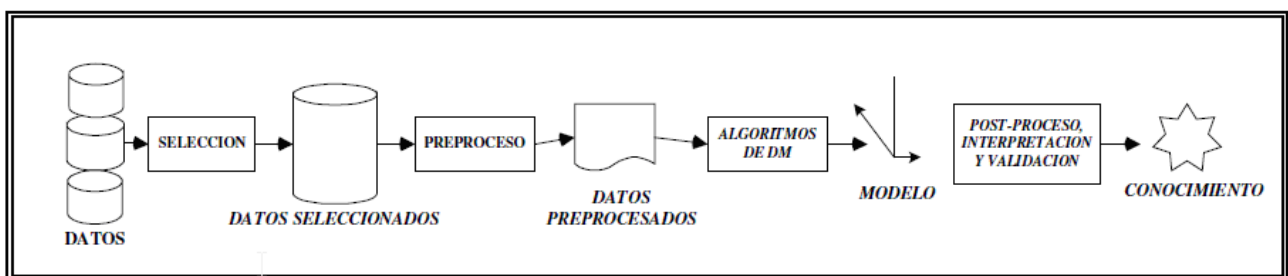 DATOS
SELECCION
DATOS SELECCIONADOS
PREPROCESO
DATOS
PREPROCESADOS
ALGORITMOS
DE DM
MODELO
POST-PROCESO,
INTERPRETACION
Y VALIDACION
CONOCIMIENTO